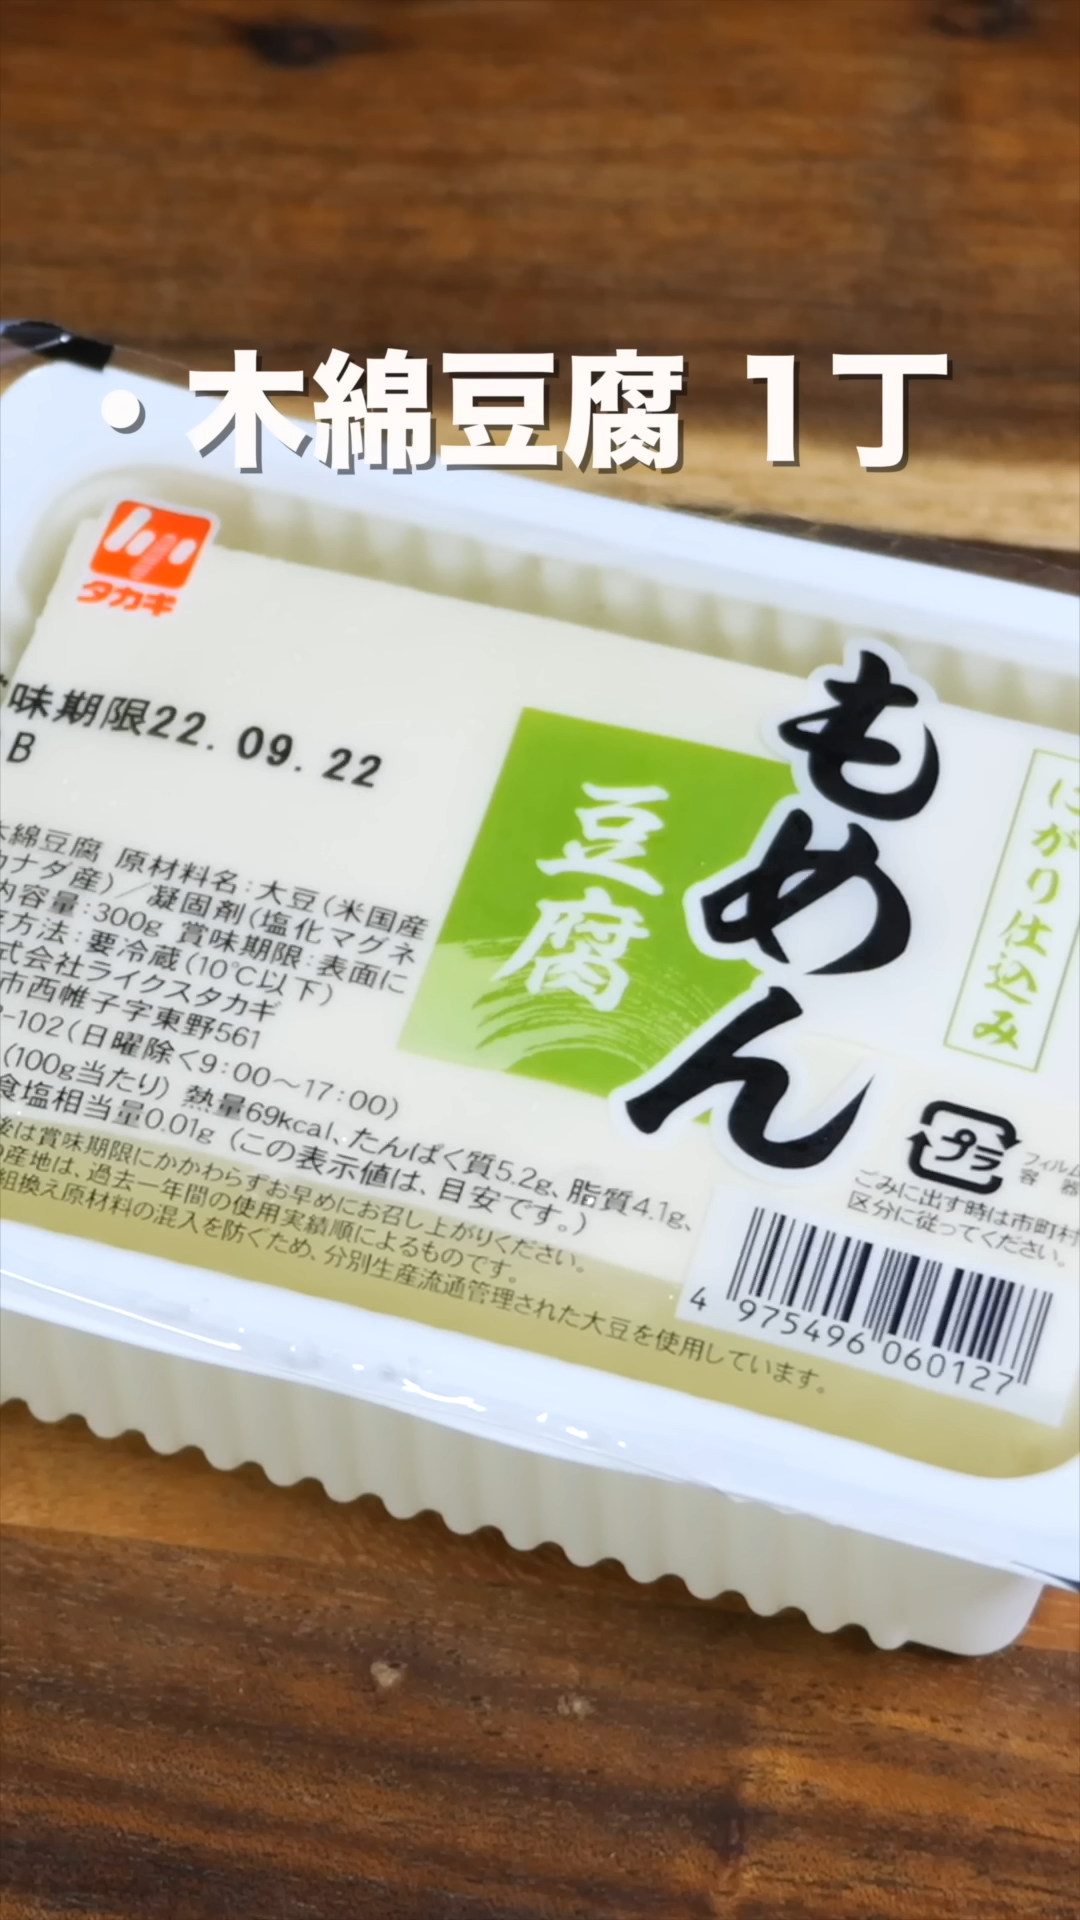 ・木綿豆腐 1丁
タカキ
味期限22.09.22
B
もめん
豆腐
にがり仕込み
綿豆腐 原材料名:大豆(米国産
カナダ産)/凝固剤(塩化マグネ
内容量:300g 賞味期限:表面に
方法:要冷蔵(10℃以下)
式会社ライクスタカギ
市西帷子字東野561
-102(日曜除く9:00～17:00)
(100g当たり) 熱量69kcal、たんぱく質5.2g、脂質4.1g、
食塩相当量0.01g (この表示値は、目安です。)
後は賞味期限にかかわらずお早めにお召し上がりください。
産地は、過去一年間の使用実績順によるものです。
組換え原材料の混入を防ぐため、分別生産流通管理された大豆を使用しています。
プラ
フィルム
容器
ごみに出す時は市町村
区分に従ってください。
4 975496 060127